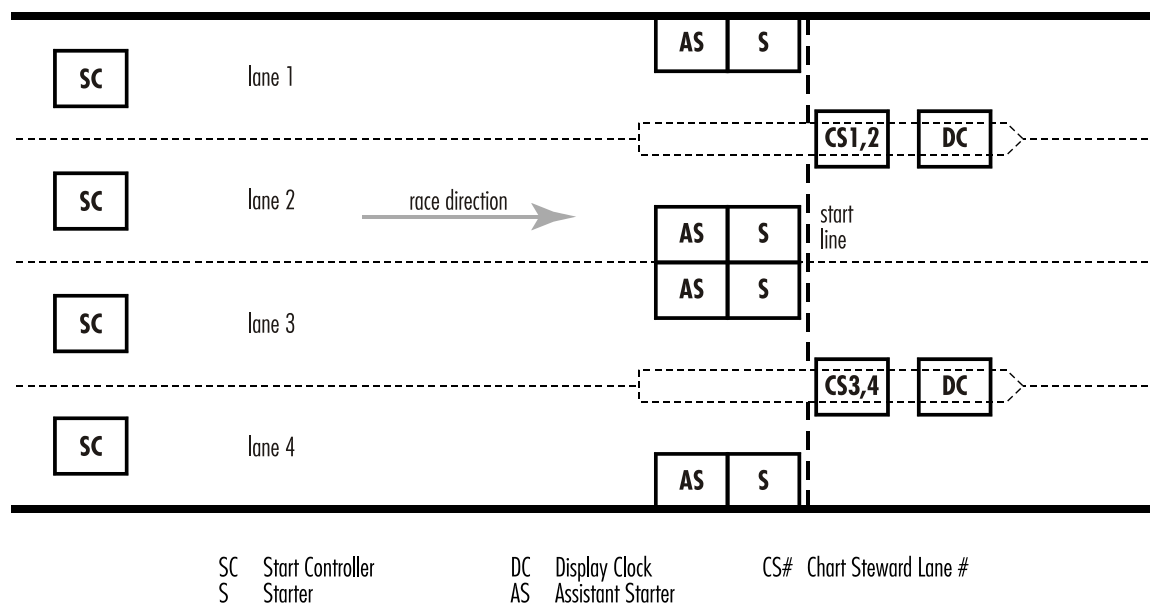 AS S
SC lane 1
CS1,2 DC
SC lane 2 race direction
AS S start
line
AS S
SC lane 3
CS3,4 DC
SC lane 4
AS S
SC Start Controller DC Display Clock CS# Chart Steward Lane #
S Starter AS Assistant Starter